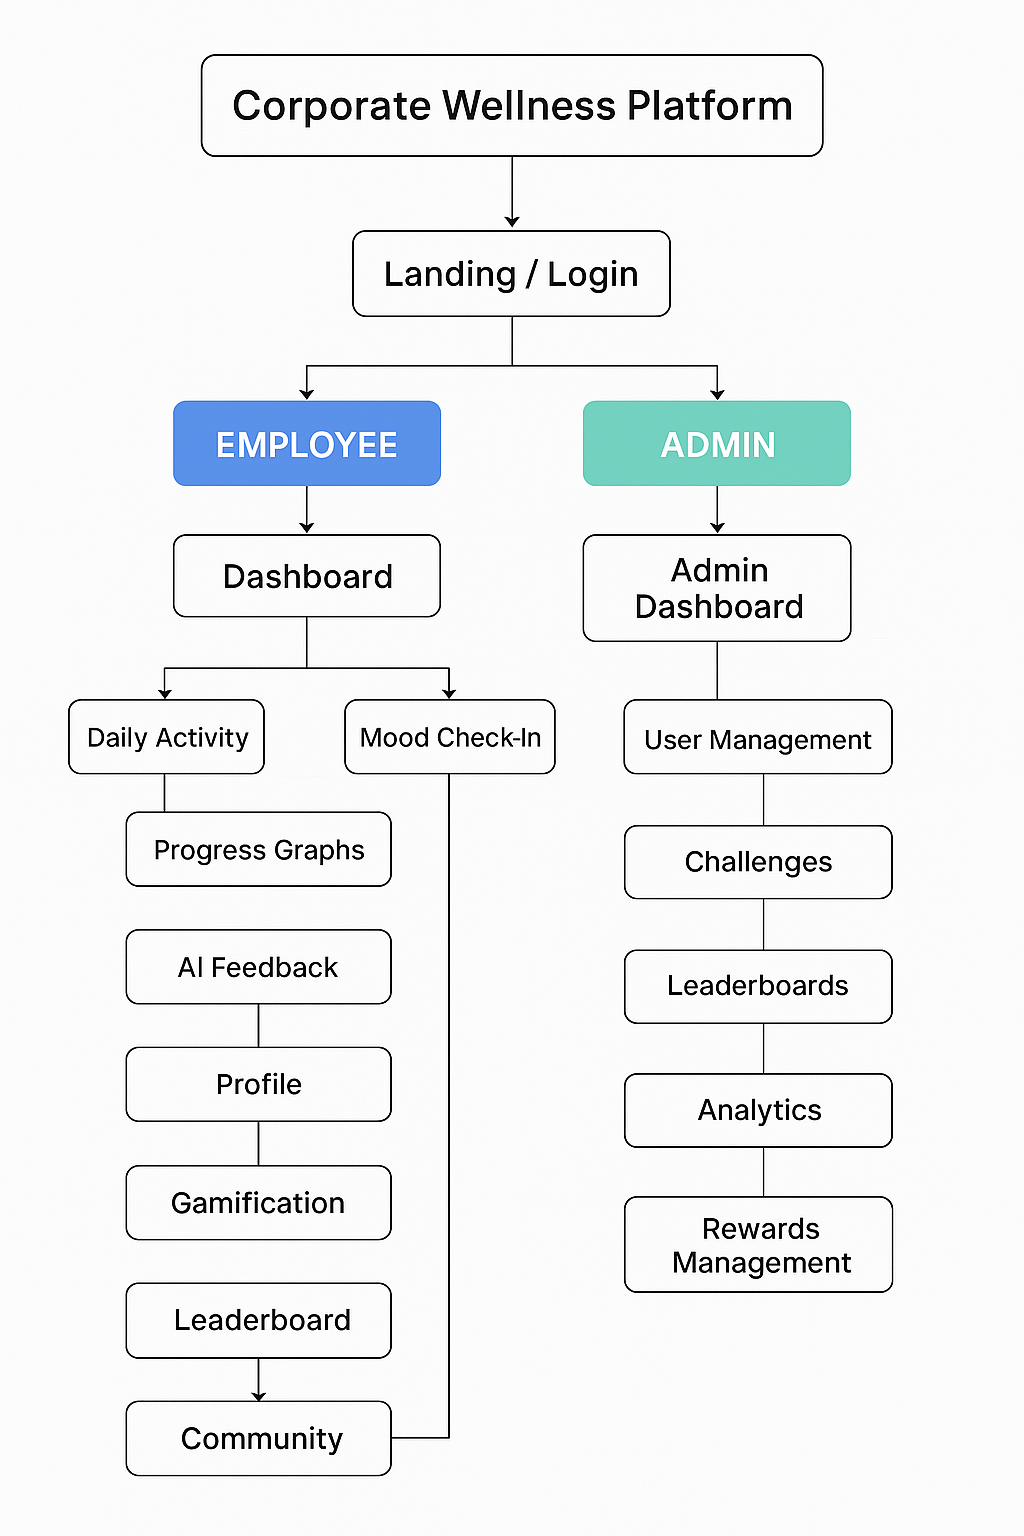 Corporate Wellness Platform
Landing / Login
EMPLOYEE
ADMIN
Dashboard
Admin
Dashboard
Daily Activity
Mood Check-In
User Management
Progress Graphs
Challenges
AI Feedback
Leaderboards
Profile
Analytics
Gamification
Rewards
Management
Leaderboard
Community